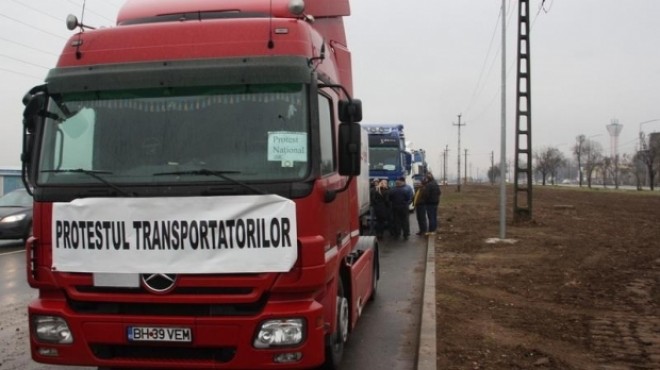 Protest
Național
PROTESTUL TRANSPORTATORILOR
BH 39 VEM